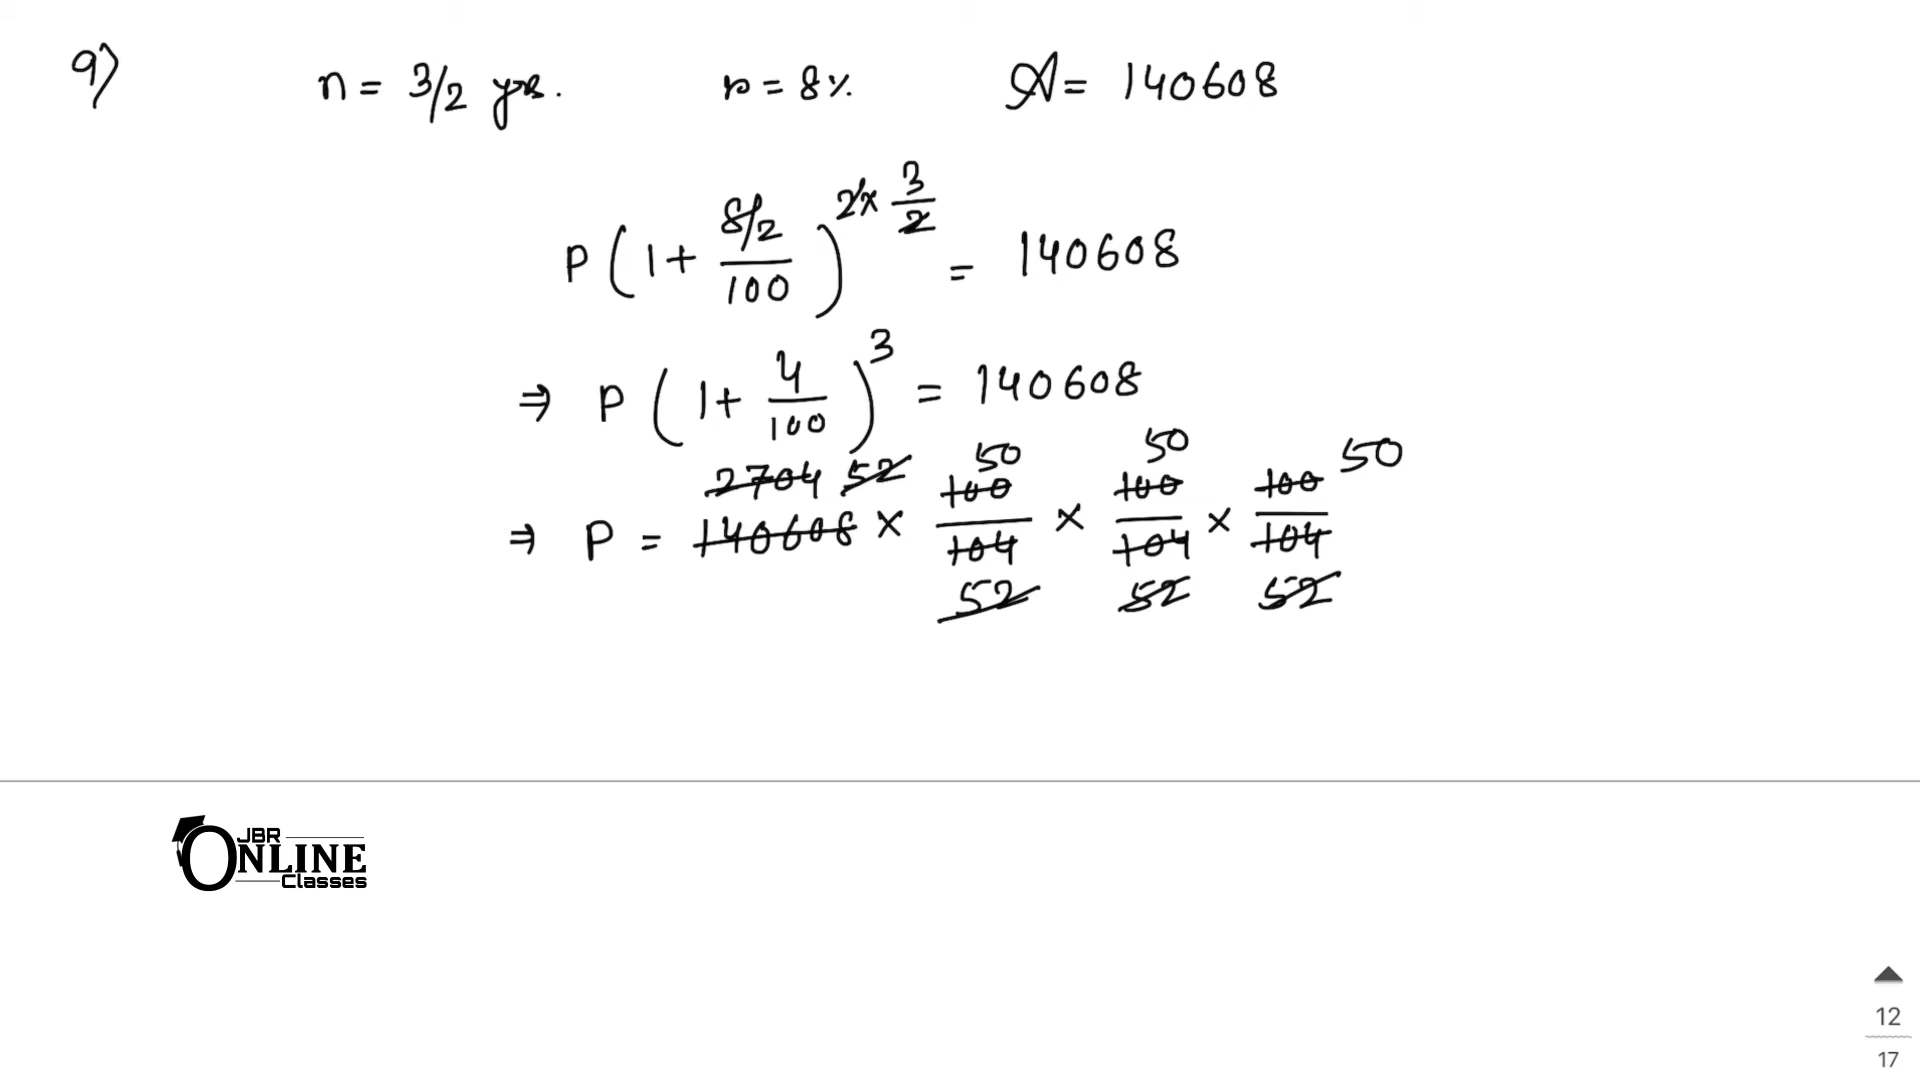 9) n = 3/2 yrs. r = 8% A = 140608
P(1 + (8/2)/100)^(2 × 3/2) = 140608
⇒ P(1 + 4/100)^3 = 140608
2704 52 50 50 50
⇒ P = 140608 × 100/104 × 100/104 × 100/104
52 52 52
JBR
ONLINE
Classes
12
17